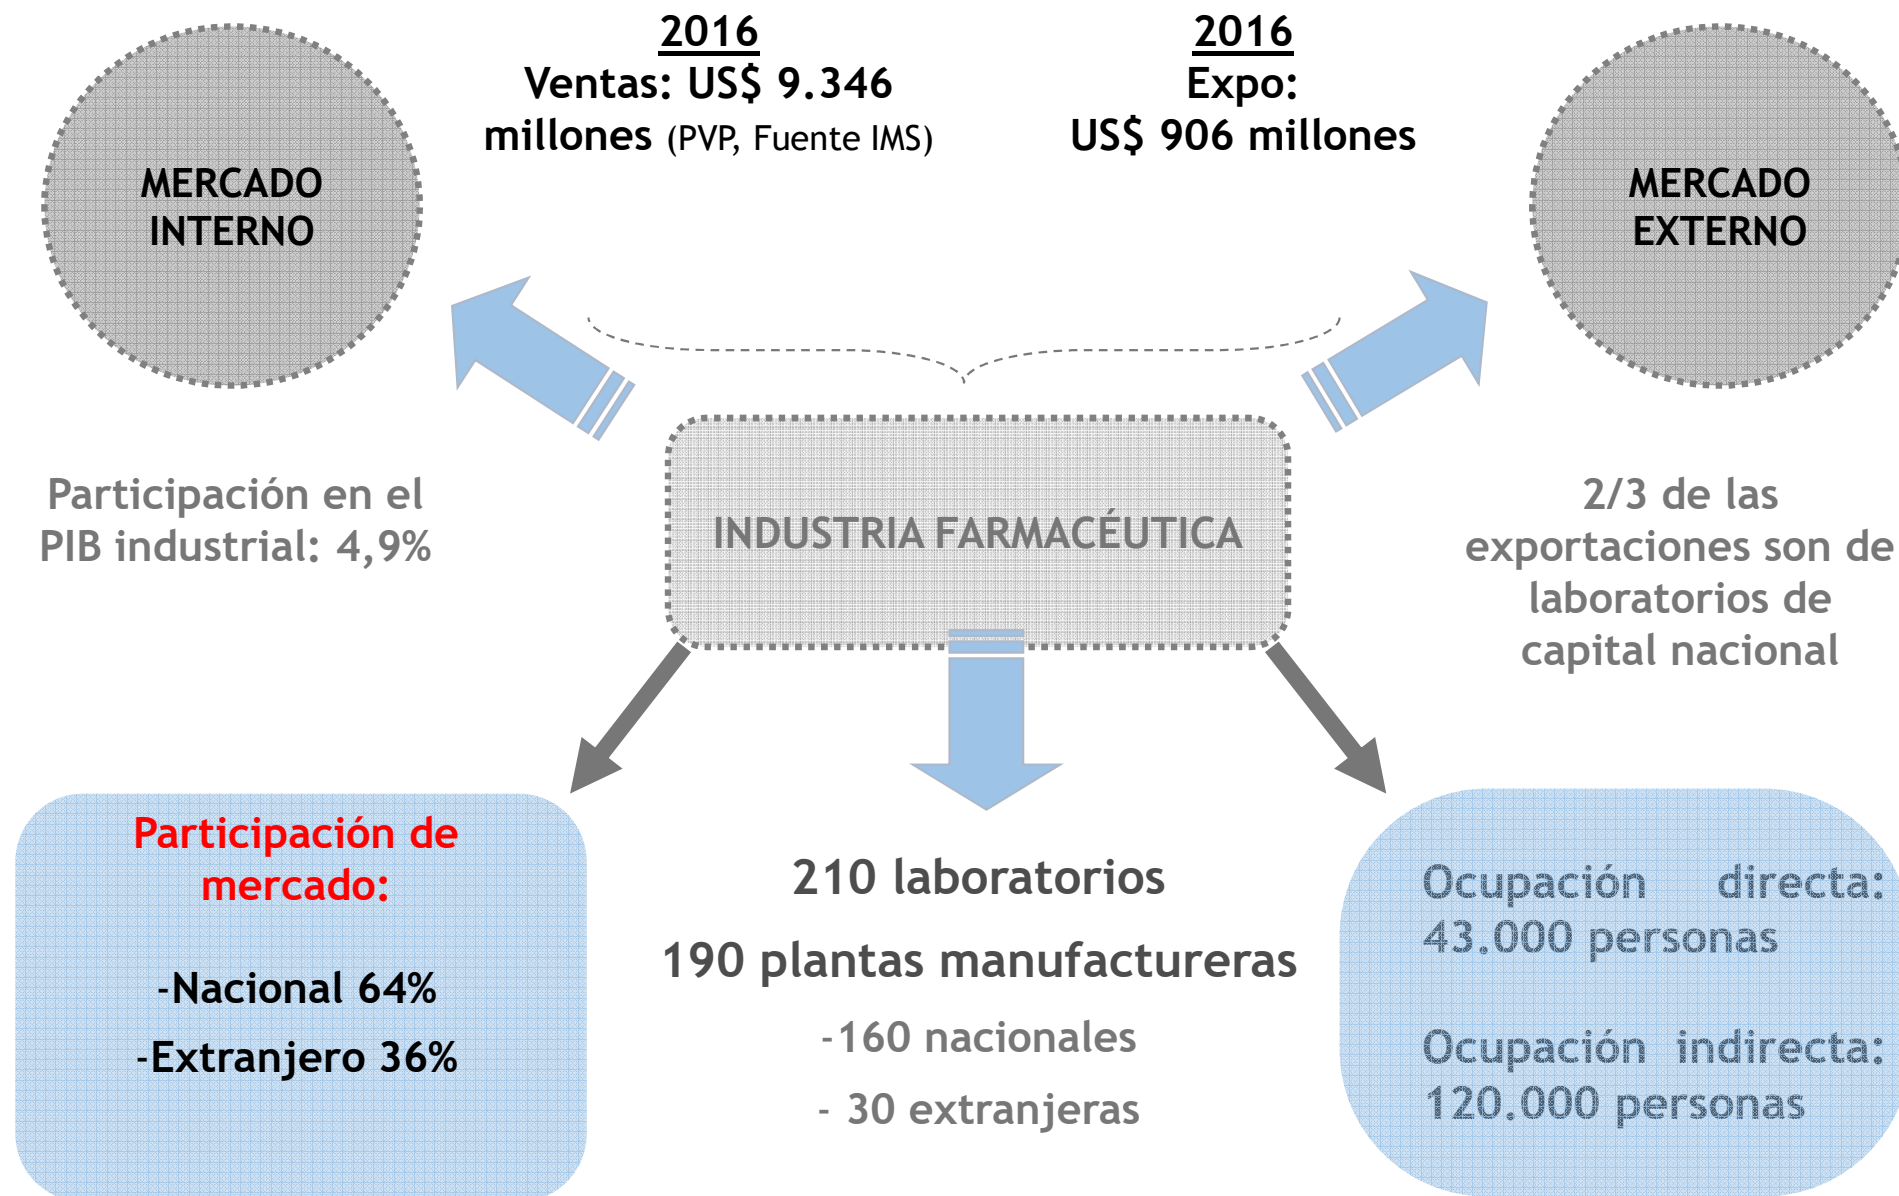 2016
Ventas: US$ 9.346
millones (PVP, Fuente IMS)
2016
Expo:
US$ 906 millones
MERCADO
INTERNO
MERCADO
EXTERNO
Participación en el
PIB industrial: 4,9%
INDUSTRIA FARMACÉUTICA
2/3 de las
exportaciones son de
laboratorios de
capital nacional
Participación de
mercado:
-Nacional 64%
-Extranjero 36%
210 laboratorios
190 plantas manufactureras
-160 nacionales
- 30 extranjeras
Ocupación directa:
43.000 personas
Ocupación indirecta:
120.000 personas